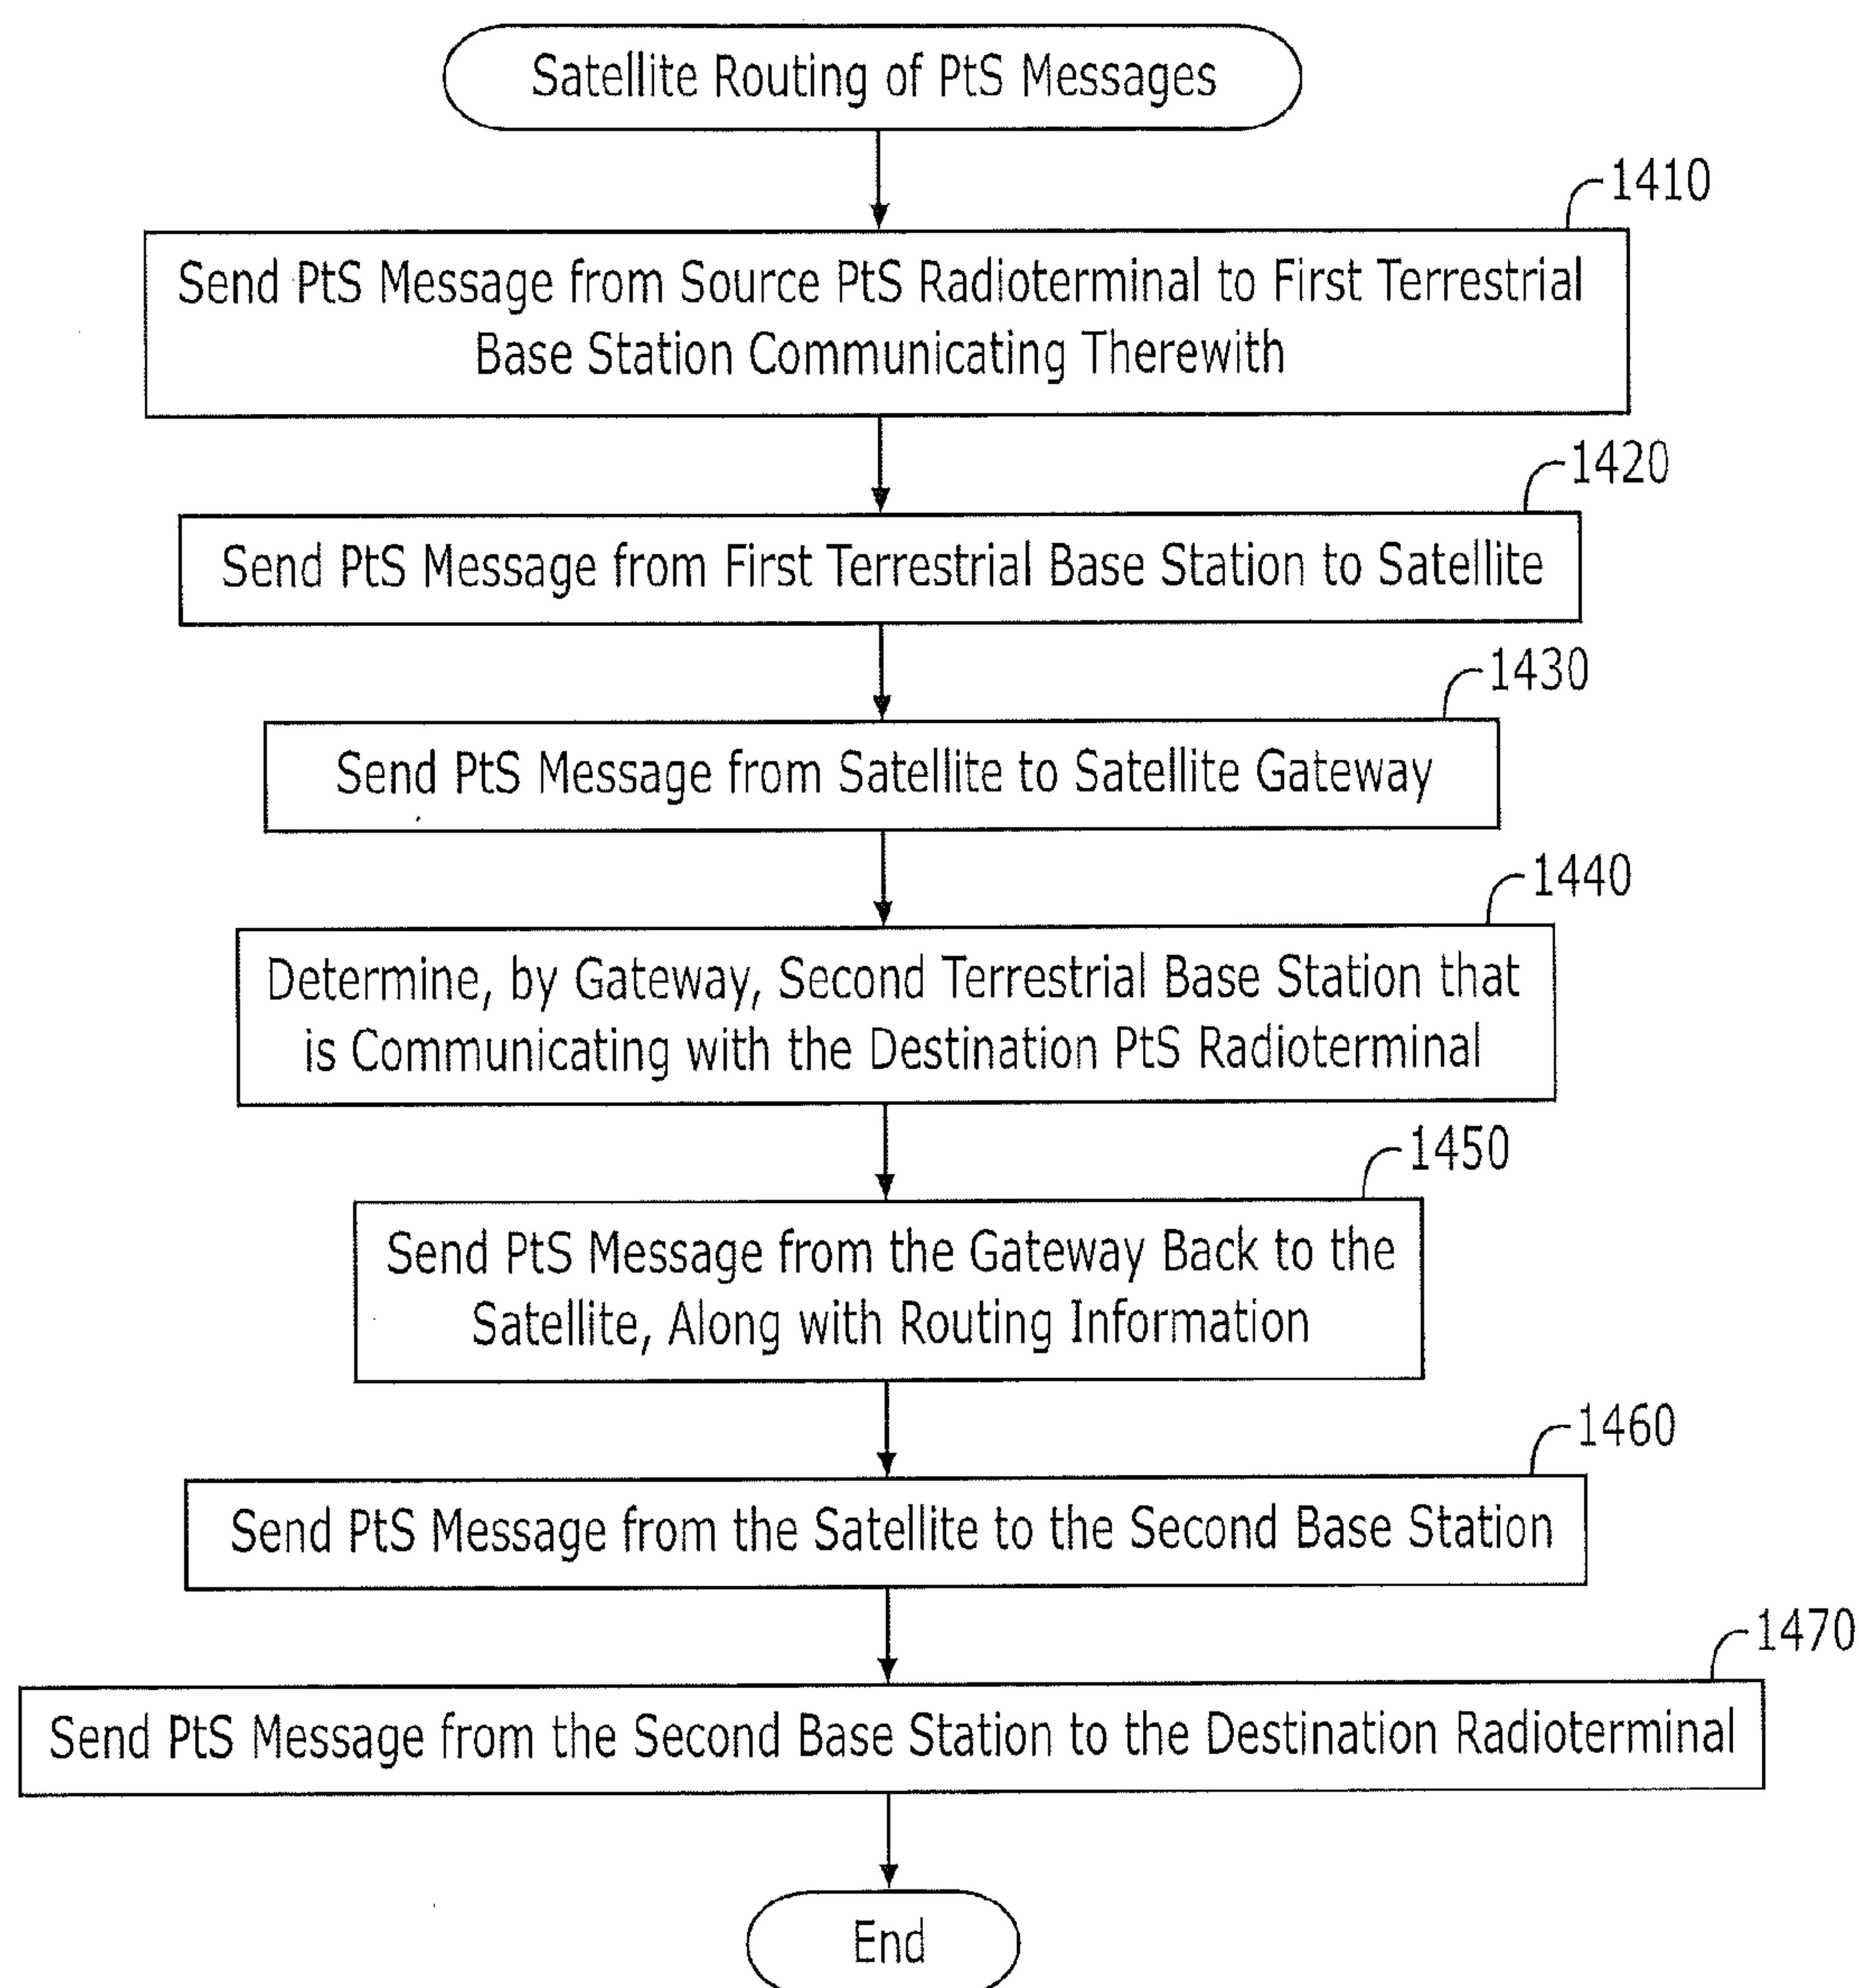 Satellite Routing of PtS Messages
1410
Send PtS Message from Source PtS Radioterminal to First Terrestrial
Base Station Communicating Therewith
1420
Send PtS Message from First Terrestrial Base Station to Satellite
1430
Send PtS Message from Satellite to Satellite Gateway
1440
Determine, by Gateway, Second Terrestrial Base Station that
is Communicating with the Destination PtS Radioterminal
1450
Send PtS Message from the Gateway Back to the
Satellite, Along with Routing Information
1460
Send PtS Message from the Satellite to the Second Base Station
1470
Send PtS Message from the Second Base Station to the Destination Radioterminal
End